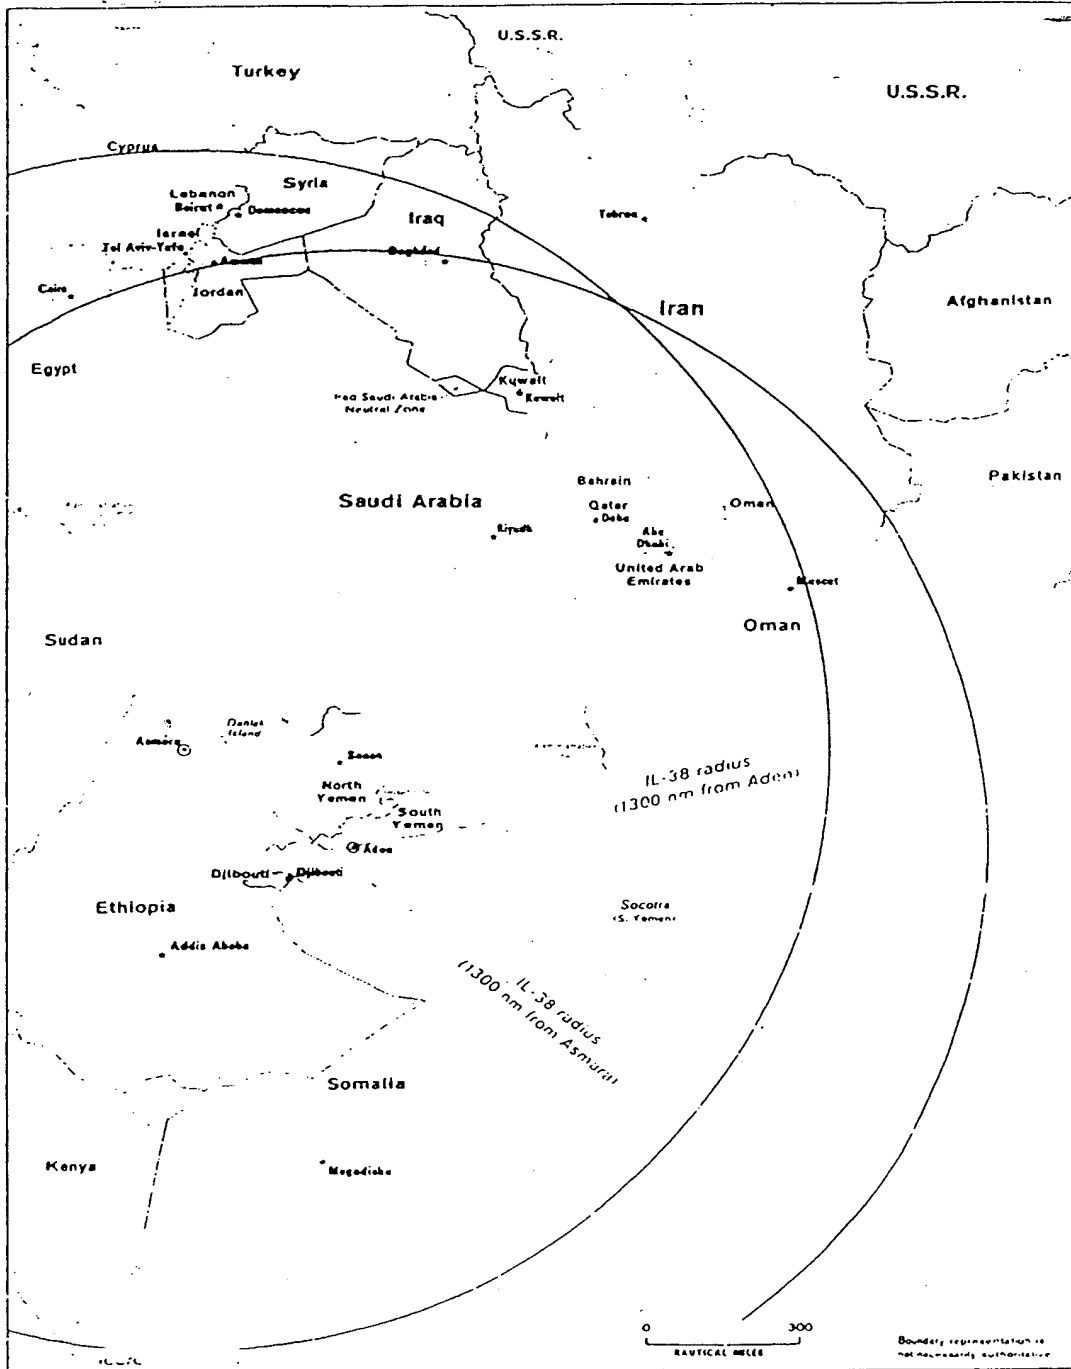 U.S.S.R.
Turkey
U.S.S.R.
Cyprus
Syria
Lebanon
Beirut
Damascus
Iraq
Tehran
Israel
Tel Aviv-Yafo
Amman
Baghdad
Cairo
Jordan
Iran
Afghanistan
Egypt
Kuwait
Kuwait
Saudi Arabia
Neutral Zone
Pakistan
Bahrain
Saudi Arabia
Qatar
Doha
Oman
Riyadh
Abu
Dhabi
United Arab
Emirates
Muscat
Oman
Sudan
Dahlak
Island
Asmara
Sanaa
IL-38 radius
(1300 nm from Aden)
North
Yemen
South
Yemen
Aden
Djibouti
Djibouti
Ethiopia
Socotra
(S. Yemen)
Addis Ababa
IL-38 radius
(1300 nm from Asmara)
Somalia
Kenya
Mogadishu
0 300
NAUTICAL MILES
Boundary representation is
not necessarily authoritative